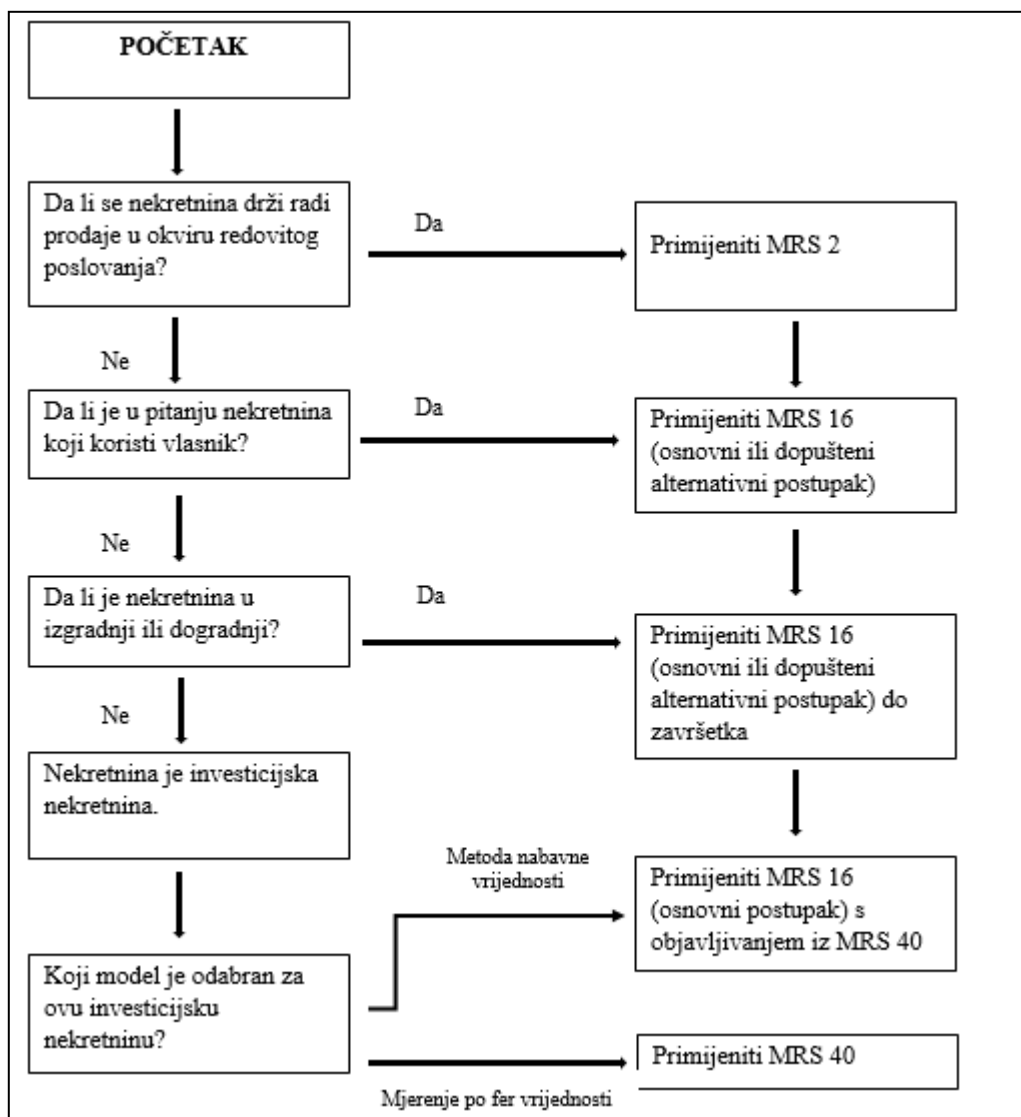 POČETAK
Da li se nekretnina drži radi
prodaje u okviru redovitog
poslovanja?
Da
Primijeniti MRS 2
Ne
Da li je u pitanju nekretnina
koji koristi vlasnik?
Da
Primijeniti MRS 16
(osnovni ili dopušteni
alternativni postupak)
Ne
Da li je nekretnina u
izgradnji ili dogradnji?
Da
Primijeniti MRS 16
(osnovni ili dopušteni
alternativni postupak) do
završetka
Ne
Nekretnina je investicijska
nekretnina.
Metoda nabavne
vrijednosti
Primijeniti MRS 16
(osnovni postupak) s
objavljivanjem iz MRS 40
Koji model je odabran za
ovu investicijsku
nekretninu?
Primijeniti MRS 40
Mjerenje po fer vrijednosti